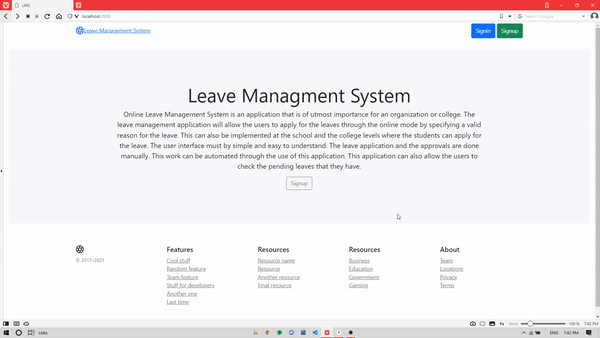 LMS
localhost:3000
Search Google
Leave Management System
Signin Signup
Leave Managment System
Online Leave Management System is an application that is of utmost importance for an organization or college. The
leave management application will allow the users to apply for the leaves through the online mode by specifying a valid
reason for the leave. This can also be implemented at the school and the college levels where the students can apply for
the leave. The user interface must by simple and easy to understand. The leave application and the approvals are done
manually. This work can be automated through the use of this application. This application can also allow the users to
check the pending leaves that they have.
Signup
© 2017–2021
Features
Cool stuff
Random feature
Team feature
Stuff for developers
Another one
Last time
Resources
Resource name
Resource
Another resource
Final resource
Resources
Business
Education
Government
Gaming
About
Team
Locations
Privacy
Terms
Reset 100 % 7:42 PM
Links
ENG 7:42 PM